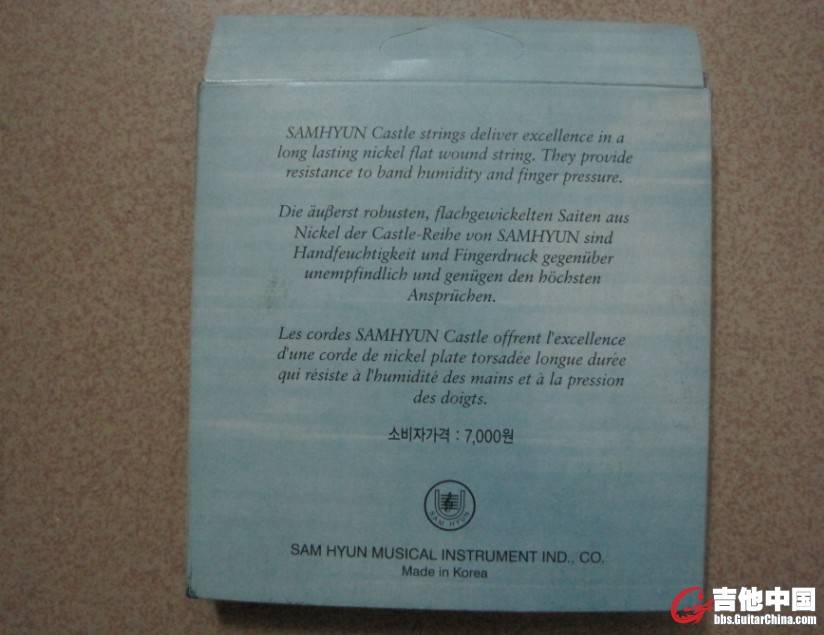 SAMHYUN Castle strings deliver excellence in a
long lasting nickel flat wound string. They provide
resistance to band humidity and finger pressure.
Die äußerst robusten, flachgewickelten Saiten aus
Nickel der Castle-Reihe von SAMHYUN sind
Handfeuchtigkeit und Fingerdruck gegenüber
unempfindlich und genügen den höchsten
Ansprüchen.
Les cordes SAMHYUN Castle offrent l'excellence
d'une corde de nickel plate torsadée longue durée
qui résiste à l'humidité des mains et à la pression
des doigts.
소비자가격 : 7,000원
SAM HYUN
SAM HYUN MUSICAL INSTRUMENT IND., CO.
Made in Korea
吉他中国
bbs.GuitarChina.com